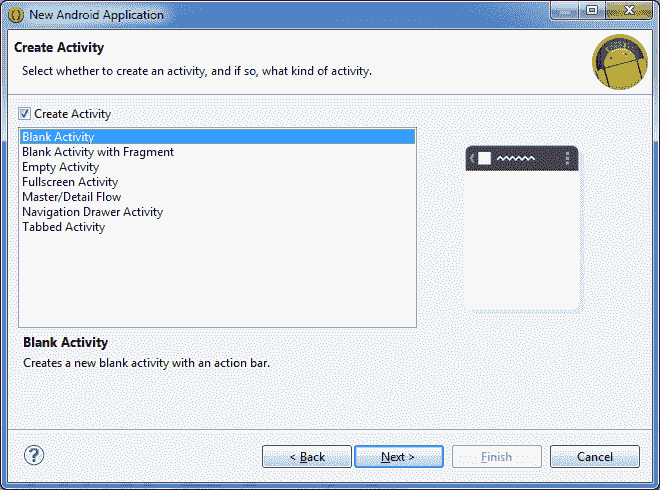 New Android Application
Create Activity
Select whether to create an activity, and if so, what kind of activity.
Create Activity
Blank Activity
Blank Activity with Fragment
Empty Activity
Fullscreen Activity
Master/Detail Flow
Navigation Drawer Activity
Tabbed Activity
Blank Activity
Creates a new blank activity with an action bar.
? < Back Next > Finish Cancel